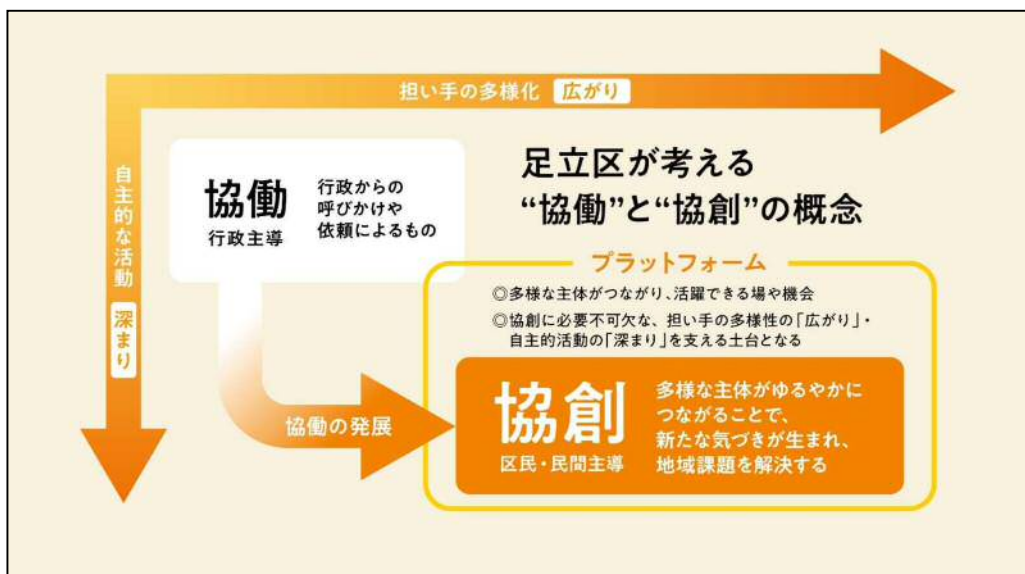 担い手の多様化 広がり
自主的な活動 深まり
足立区が考える
“協働”と“協創”の概念
協働
行政主導
行政からの
呼びかけや
依頼によるもの
協働の発展
プラットフォーム
◎多様な主体がつながり、活躍できる場や機会
◎協創に必要不可欠な、担い手の多様性の「広がり」・
自主的活動の「深まり」を支える土台となる
協創
区民・民間主導
多様な主体がゆるやかに
つながることで、
新たな気づきが生まれ、
地域課題を解決する